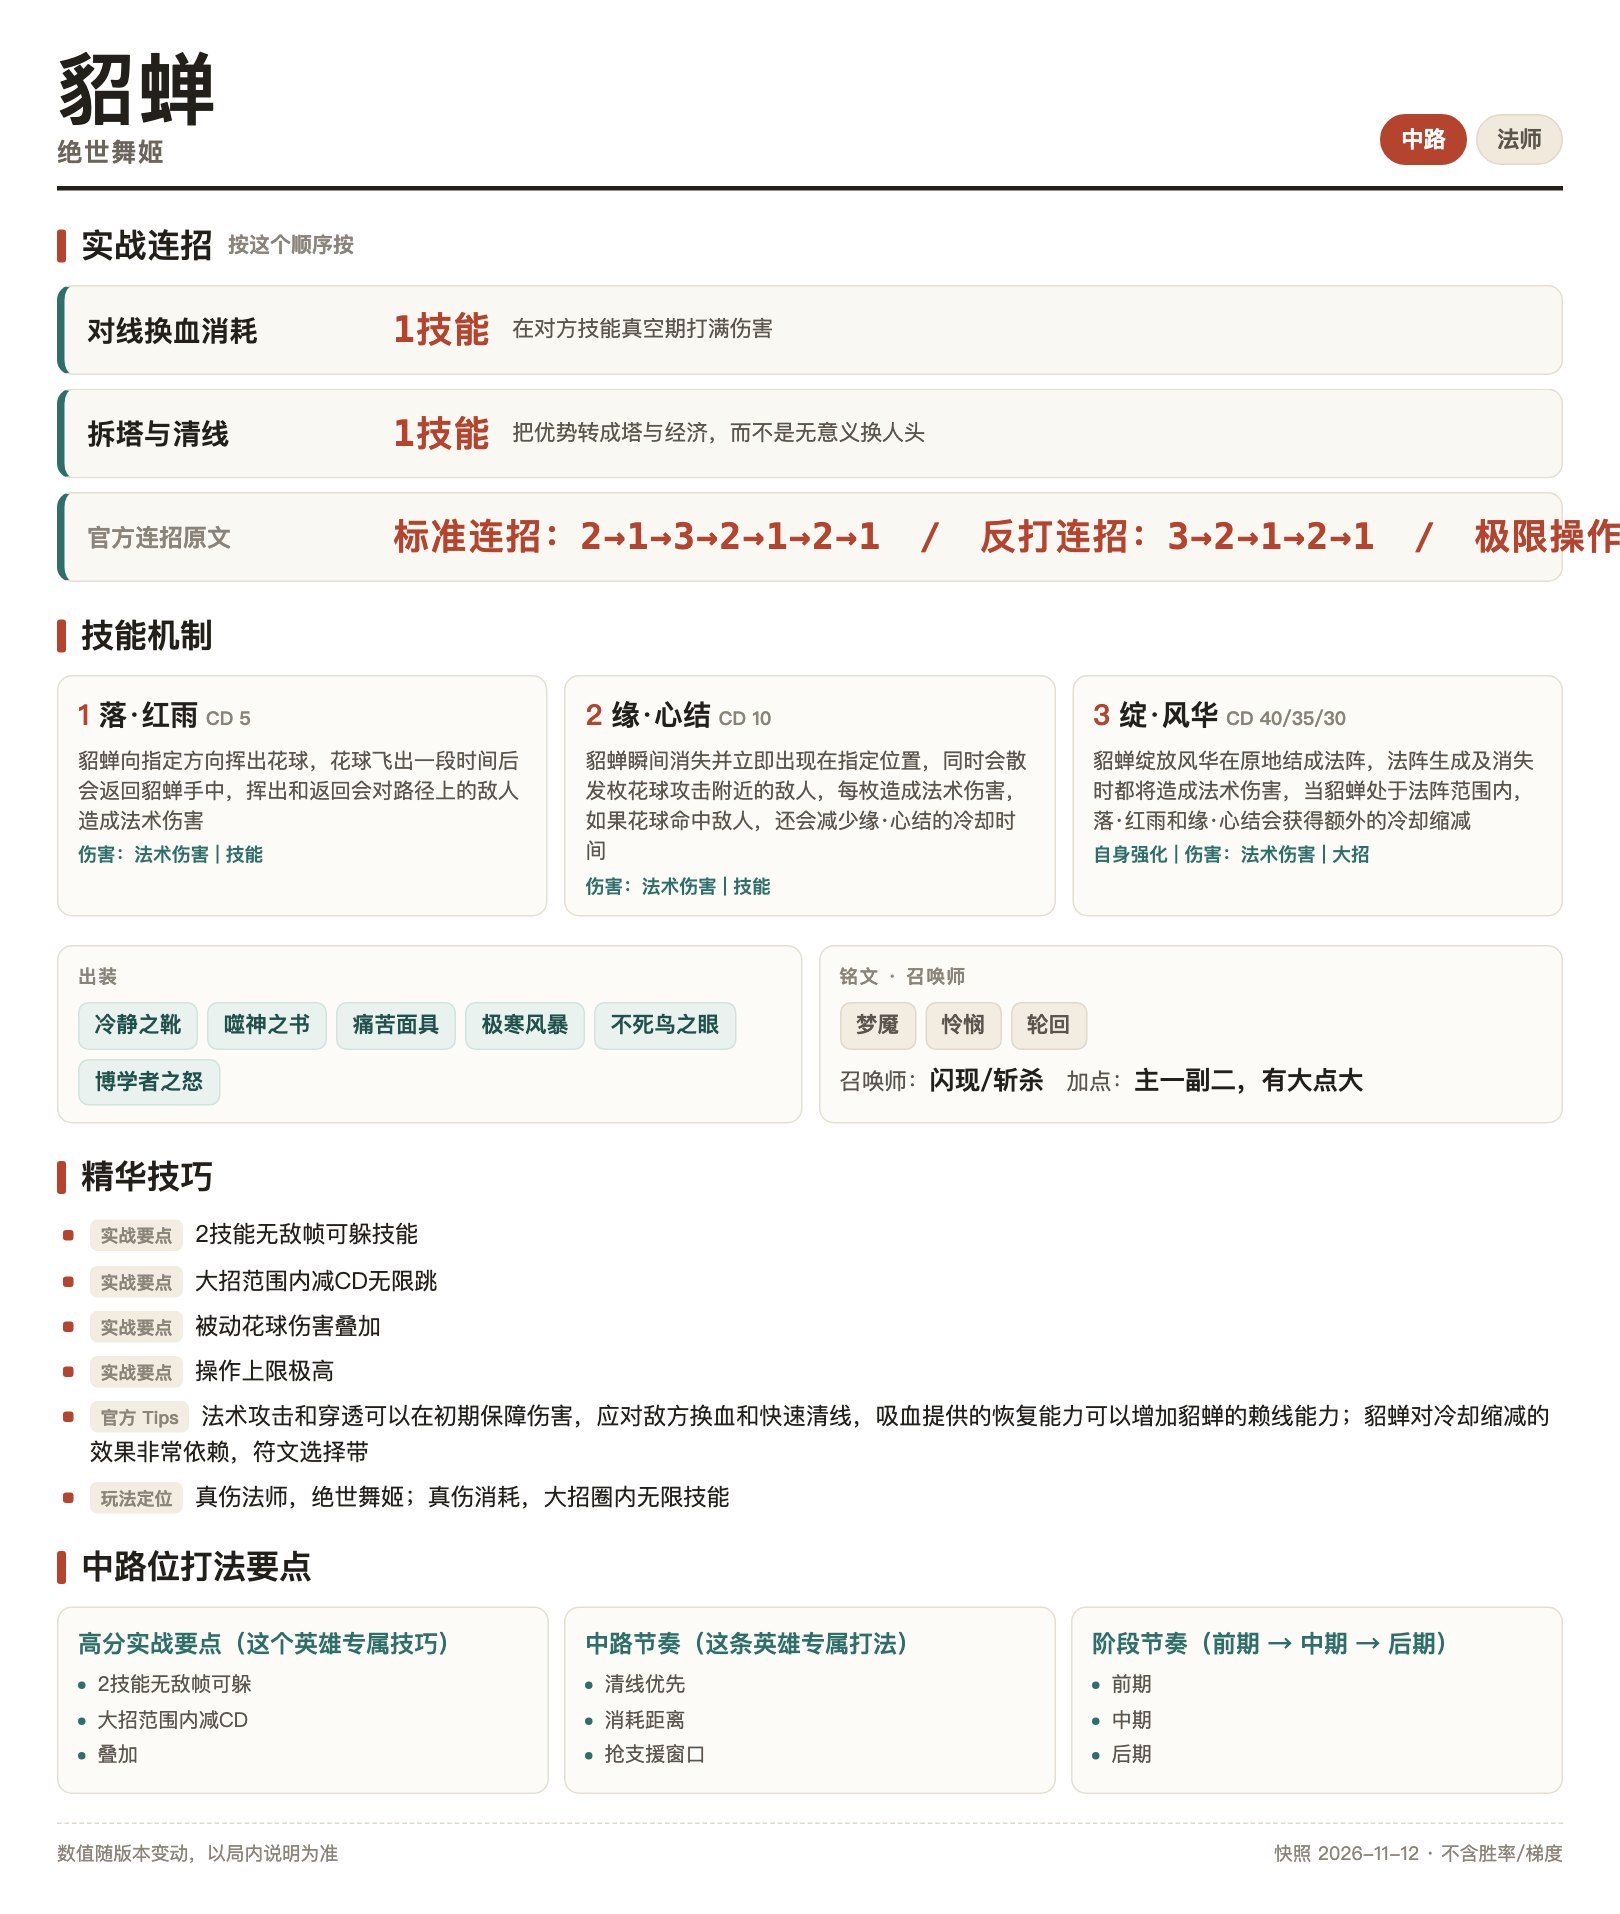 貂蝉
绝世舞姬
中路 法师
实战连招 按这个顺序按
对线换血消耗 1技能 在对方技能真空期打满伤害
拆塔与清线 1技能 把优势转成塔与经济，而不是无意义换人头
官方连招原文 标准连招：2→1→3→2→1→2→1 / 反打连招：3→2→1→2→1 / 极限操作
技能机制
1 落·红雨 CD 5
貂蝉向指定方向挥出花球，花球飞出一段时间后
会返回貂蝉手中，挥出和返回会对路径上的敌人
造成法术伤害
伤害：法术伤害 | 技能
2 缘·心结 CD 10
貂蝉瞬间消失并立即出现在指定位置，同时会散
发枚花球攻击附近的敌人，每枚造成法术伤害，
如果花球命中敌人，还会减少缘·心结的冷却时
间
伤害：法术伤害 | 技能
3 绽·风华 CD 40/35/30
貂蝉绽放风华在原地结成法阵，法阵生成及消失
时都将造成法术伤害，当貂蝉处于法阵范围内，
落·红雨和缘·心结会获得额外的冷却缩减
自身强化 | 伤害：法术伤害 | 大招
出装
冷静之靴 噬神之书 痛苦面具 极寒风暴 不死鸟之眼
博学者之怒
铭文 · 召唤师
梦魇 怜悯 轮回
召唤师：闪现/斩杀 加点：主一副二，有大点大
精华技巧
实战要点 2技能无敌帧可躲技能
实战要点 大招范围内减CD无限跳
实战要点 被动花球伤害叠加
实战要点 操作上限极高
官方 Tips 法术攻击和穿透可以在初期保障伤害，应对敌方换血和快速清线，吸血提供的恢复能力可以增加貂蝉的赖线能力；貂蝉对冷却缩减的
效果非常依赖，符文选择带
玩法定位 真伤法师，绝世舞姬；真伤消耗，大招圈内无限技能
中路位打法要点
高分实战要点（这个英雄专属技巧）
2技能无敌帧可躲
大招范围内减CD
叠加
中路节奏（这条英雄专属打法）
清线优先
消耗距离
抢支援窗口
阶段节奏（前期 → 中期 → 后期）
前期
中期
后期
数值随版本变动，以局内说明为准
快照 2026-11-12 · 不含胜率/梯度